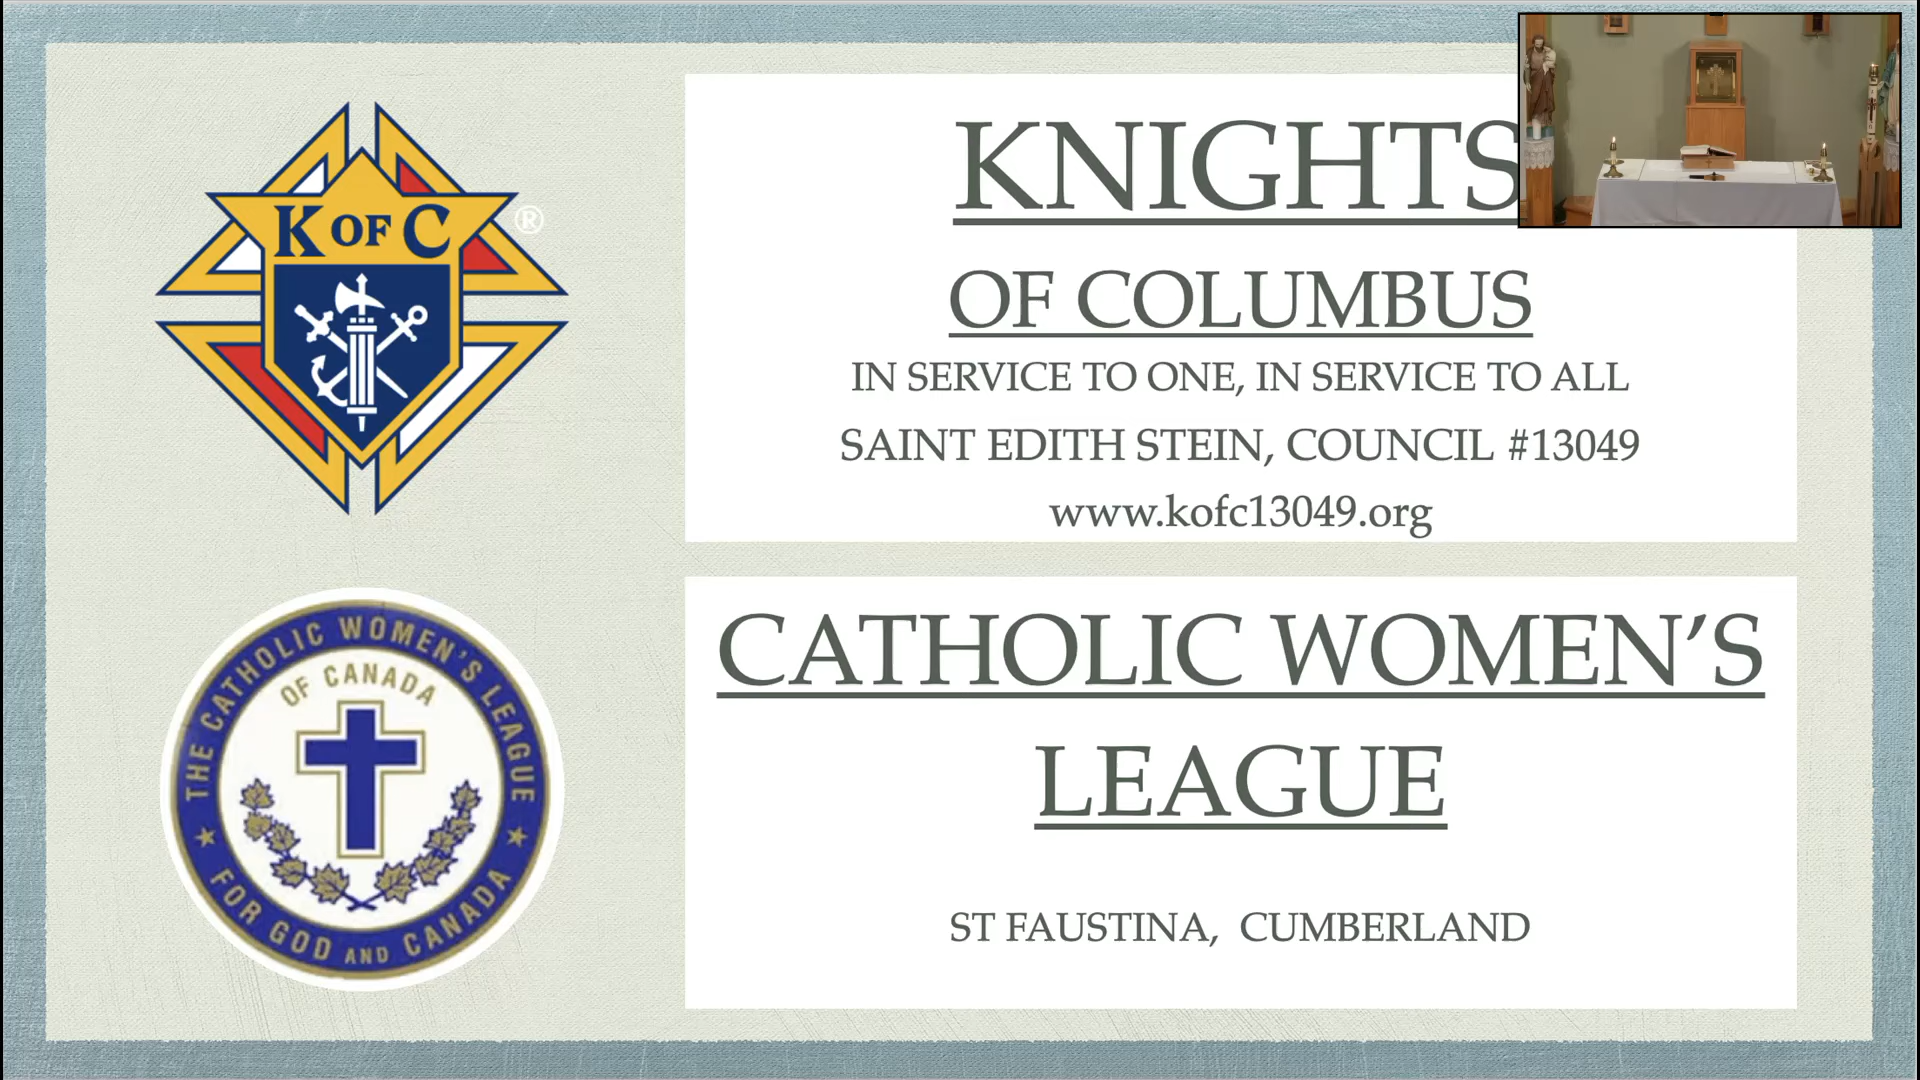 K OF C
®
KNIGHTS
OF COLUMBUS
IN SERVICE TO ONE, IN SERVICE TO ALL
SAINT EDITH STEIN, COUNCIL #13049
www.kofc13049.org
THE CATHOLIC WOMEN'S LEAGUE
OF CANADA
FOR GOD AND CANADA
CATHOLIC WOMEN’S
LEAGUE
ST FAUSTINA, CUMBERLAND